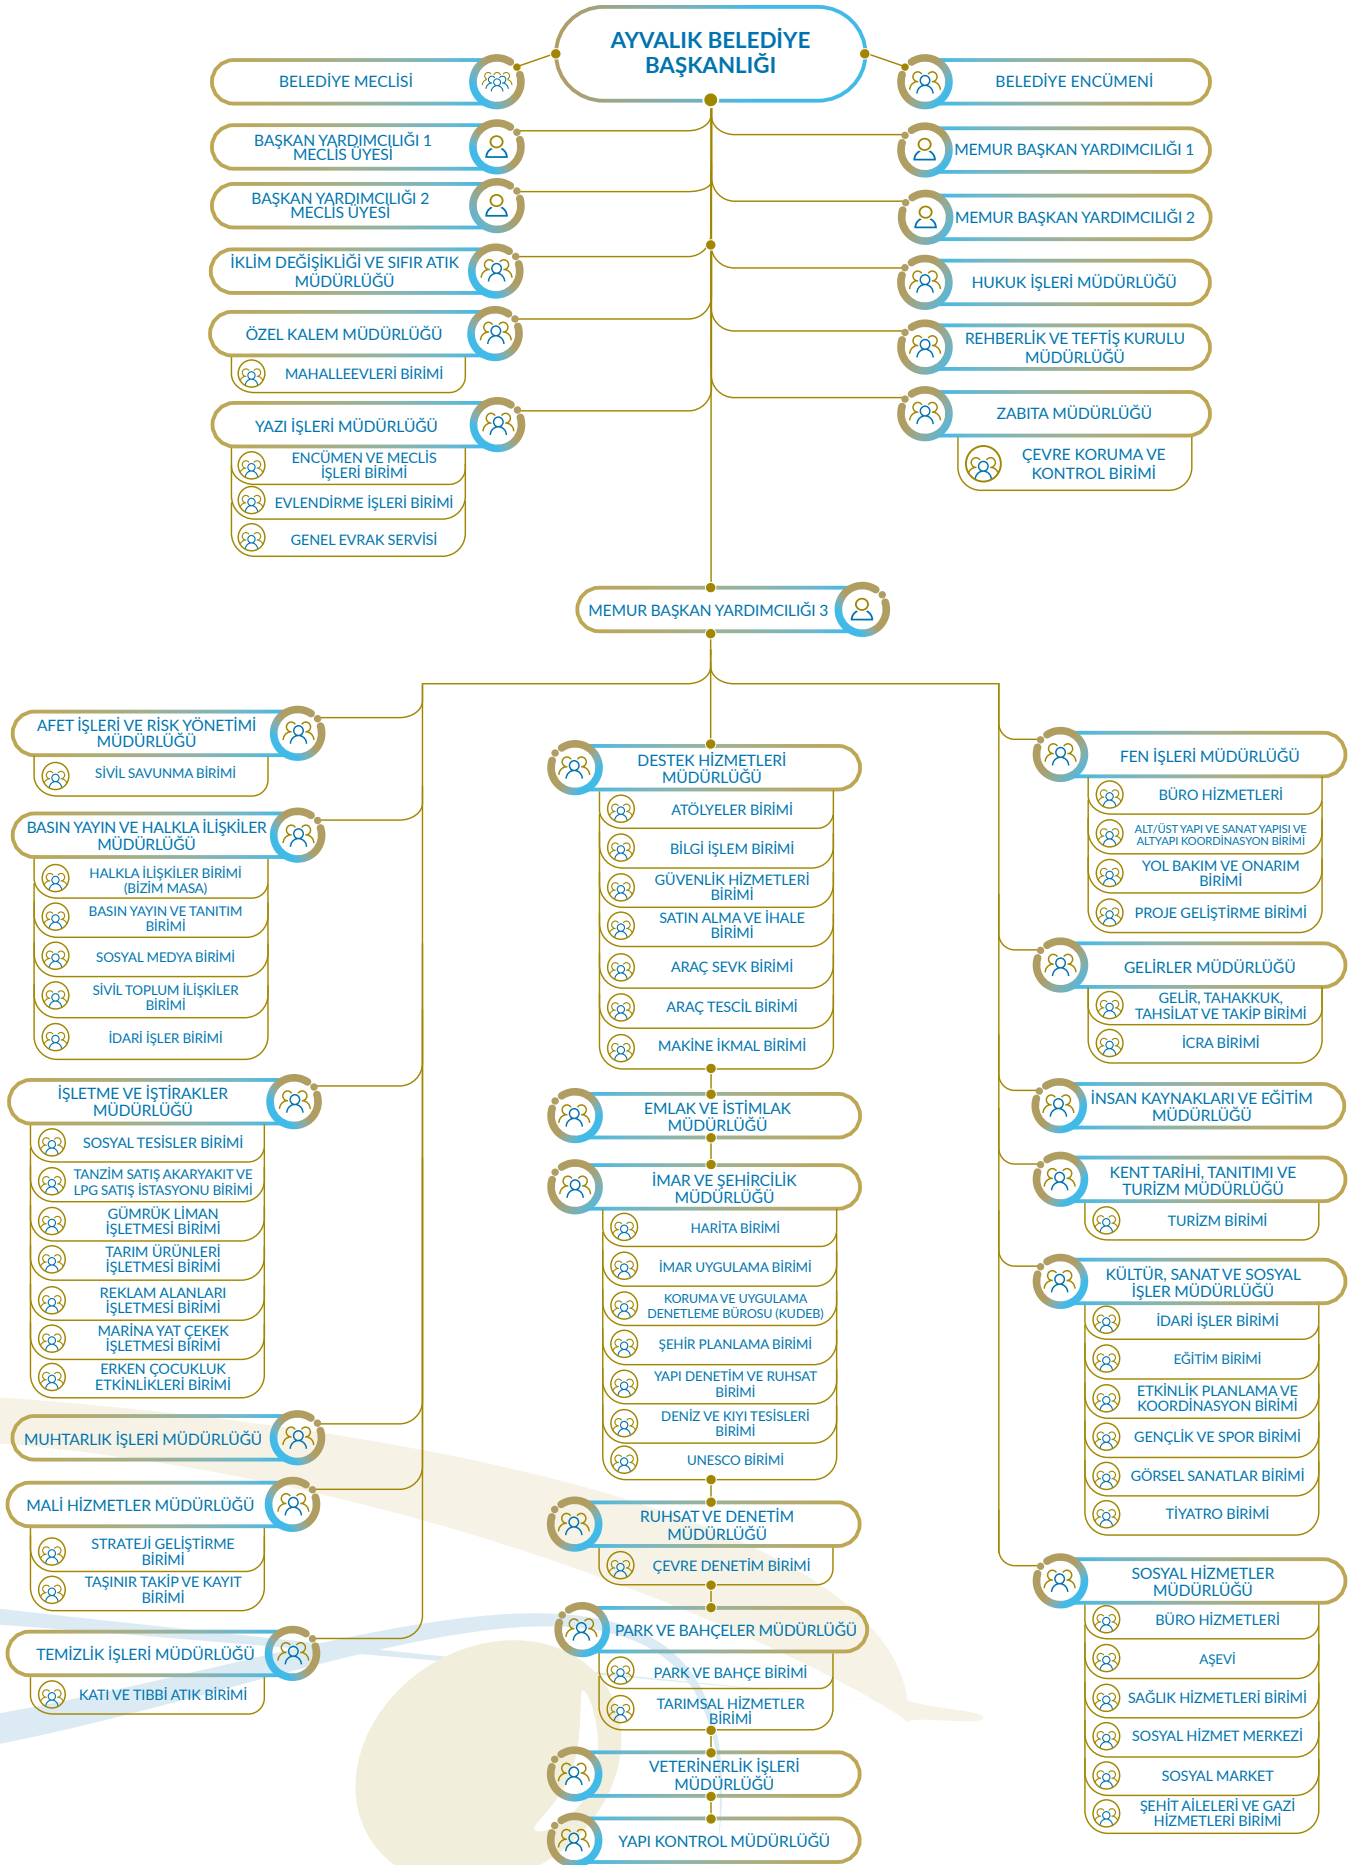 AYVALIK BELEDİYE
BAŞKANLIĞI
BELEDİYE MECLİSİ
BELEDİYE ENCÜMENİ
BAŞKAN YARDIMCILIĞI 1
MECLİS ÜYESİ
MEMUR BAŞKAN YARDIMCILIĞI 1
BAŞKAN YARDIMCILIĞI 2
MECLİS ÜYESİ
MEMUR BAŞKAN YARDIMCILIĞI 2
İKLİM DEĞİŞİKLİĞİ VE SIFIR ATIK
MÜDÜRLÜĞÜ
HUKUK İŞLERİ MÜDÜRLÜĞÜ
ÖZEL KALEM MÜDÜRLÜĞÜ
MAHALLEEVLERİ BİRİMİ
REHBERLİK VE TEFTİŞ KURULU
MÜDÜRLÜĞÜ
YAZI İŞLERİ MÜDÜRLÜĞÜ
ENCÜMEN VE MECLİS
İŞLERİ BİRİMİ
EVLENDİRME İŞLERİ BİRİMİ
GENEL EVRAK SERVİSİ
ZABITA MÜDÜRLÜĞÜ
ÇEVRE KORUMA VE
KONTROL BİRİMİ
MEMUR BAŞKAN YARDIMCILIĞI 3
AFET İŞLERİ VE RİSK YÖNETİMİ
MÜDÜRLÜĞÜ
SİVİL SAVUNMA BİRİMİ
BASIN YAYIN VE HALKLA İLİŞKİLER
MÜDÜRLÜĞÜ
HALKLA İLİŞKİLER BİRİMİ
(BİZİM MASA)
BASIN YAYIN VE TANITIM
BİRİMİ
SOSYAL MEDYA BİRİMİ
SİVİL TOPLUM İLİŞKİLER
BİRİMİ
İDARİ İŞLER BİRİMİ
İŞLETME VE İŞTİRAKLER
MÜDÜRLÜĞÜ
SOSYAL TESİSLER BİRİMİ
TANZİM SATIŞ AKARYAKIT VE
LPG SATIŞ İSTASYONU BİRİMİ
GÜMRÜK LİMAN
İŞLETMESİ BİRİMİ
TARIM ÜRÜNLERİ
İŞLETMESİ BİRİMİ
REKLAM ALANLARI
İŞLETMESİ BİRİMİ
MARİNA YAT ÇEKEK
İŞLETMESİ BİRİMİ
ERKEN ÇOCUKLUK
ETKİNLİKLERİ BİRİMİ
MUHTARLIK İŞLERİ MÜDÜRLÜĞÜ
MALİ HİZMETLER MÜDÜRLÜĞÜ
STRATEJİ GELİŞTİRME
BİRİMİ
TAŞINIR TAKİP VE KAYIT
BİRİMİ
TEMİZLİK İŞLERİ MÜDÜRLÜĞÜ
KATI VE TIBBİ ATIK BİRİMİ
DESTEK HİZMETLERİ
MÜDÜRLÜĞÜ
ATÖLYELER BİRİMİ
BİLGİ İŞLEM BİRİMİ
GÜVENLİK HİZMETLERİ
BİRİMİ
SATIN ALMA VE İHALE
BİRİMİ
ARAÇ SEVK BİRİMİ
ARAÇ TESCİL BİRİMİ
MAKİNE İKMAL BİRİMİ
EMLAK VE İSTİMLAK
MÜDÜRLÜĞÜ
İMAR VE ŞEHİRCİLİK
MÜDÜRLÜĞÜ
HARİTA BİRİMİ
İMAR UYGULAMA BİRİMİ
KORUMA VE UYGULAMA
DENETLEME BÜROSU (KUDEB)
ŞEHİR PLANLAMA BİRİMİ
YAPI DENETİM VE RUHSAT
BİRİMİ
DENİZ VE KIYI TESİSLERİ
BİRİMİ
UNESCO BİRİMİ
RUHSAT VE DENETİM
MÜDÜRLÜĞÜ
ÇEVRE DENETİM BİRİMİ
PARK VE BAHÇELER MÜDÜRLÜĞÜ
PARK VE BAHÇE BİRİMİ
TARIMSAL HİZMETLER
BİRİMİ
VETERİNERLİK İŞLERİ
MÜDÜRLÜĞÜ
YAPI KONTROL MÜDÜRLÜĞÜ
FEN İŞLERİ MÜDÜRLÜĞÜ
BÜRO HİZMETLERİ
ALT/ÜST YAPI VE SANAT YAPISI VE
ALTYAPI KOORDİNASYON BİRİMİ
YOL BAKIM VE ONARIM
BİRİMİ
PROJE GELİŞTİRME BİRİMİ
GELİRLER MÜDÜRLÜĞÜ
GELİR, TAHAKKUK,
TAHSİLAT VE TAKİP BİRİMİ
İCRA BİRİMİ
İNSAN KAYNAKLARI VE EĞİTİM
MÜDÜRLÜĞÜ
KENT TARİHİ, TANITIMI VE
TURİZM MÜDÜRLÜĞÜ
TURİZM BİRİMİ
KÜLTÜR, SANAT VE SOSYAL
İŞLER MÜDÜRLÜĞÜ
İDARİ İŞLER BİRİMİ
EĞİTİM BİRİMİ
ETKİNLİK PLANLAMA VE
KOORDİNASYON BİRİMİ
GENÇLİK VE SPOR BİRİMİ
GÖRSEL SANATLAR BİRİMİ
TİYATRO BİRİMİ
SOSYAL HİZMETLER
MÜDÜRLÜĞÜ
BÜRO HİZMETLERİ
AŞEVİ
SAĞLIK HİZMETLERİ BİRİMİ
SOSYAL HİZMET MERKEZİ
SOSYAL MARKET
ŞEHİT AİLELERİ VE GAZİ
HİZMETLERİ BİRİMİ